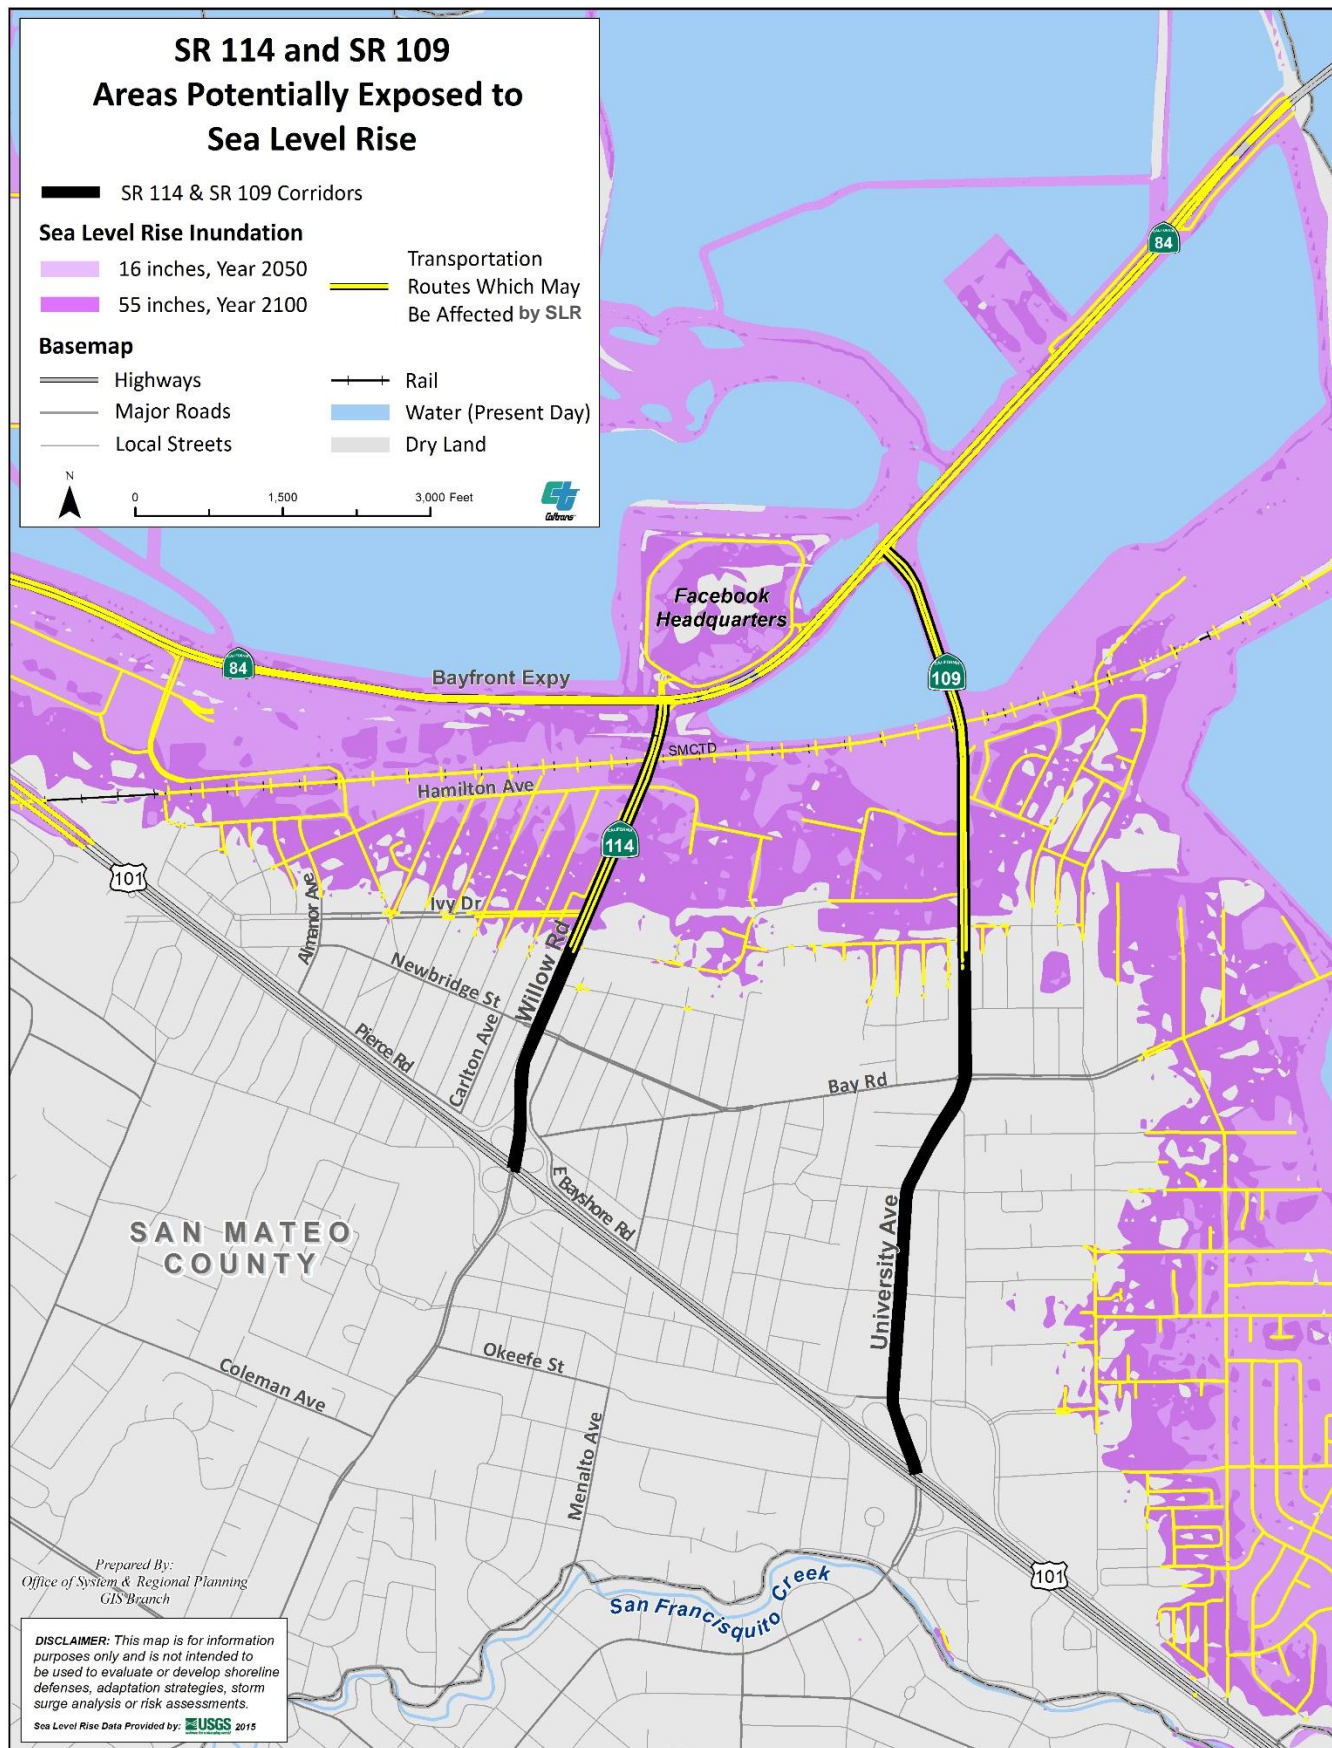 SR 114 and SR 109
Areas Potentially Exposed to
Sea Level Rise
SR 114 & SR 109 Corridors
Sea Level Rise Inundation
16 inches, Year 2050
55 inches, Year 2100
Transportation
Routes Which May
Be Affected by SLR
Basemap
Highways
Major Roads
Local Streets
Rail
Water (Present Day)
Dry Land
N
0 1,500 3,000 Feet
Caltrans
CALIFORNIA
84
Facebook
Headquarters
CALIFORNIA
84
Bayfront Expy
CALIFORNIA
109
SMCTD
Hamilton Ave
CALIFORNIA
114
101
Almanor Ave
Ivy Dr
Willow Rd
Newbridge St
Carlton Ave
Pierce Rd
Bay Rd
E Bayshore Rd
SAN MATEO
COUNTY
University Ave
Okeefe St
Coleman Ave
Menalto Ave
101
San Francisquito Creek
Prepared By:
Office of System & Regional Planning
GIS Branch
DISCLAIMER: This map is for information
purposes only and is not intended to
be used to evaluate or develop shoreline
defenses, adaptation strategies, storm
surge analysis or risk assessments.
Sea Level Rise Data Provided by: USGS 2015